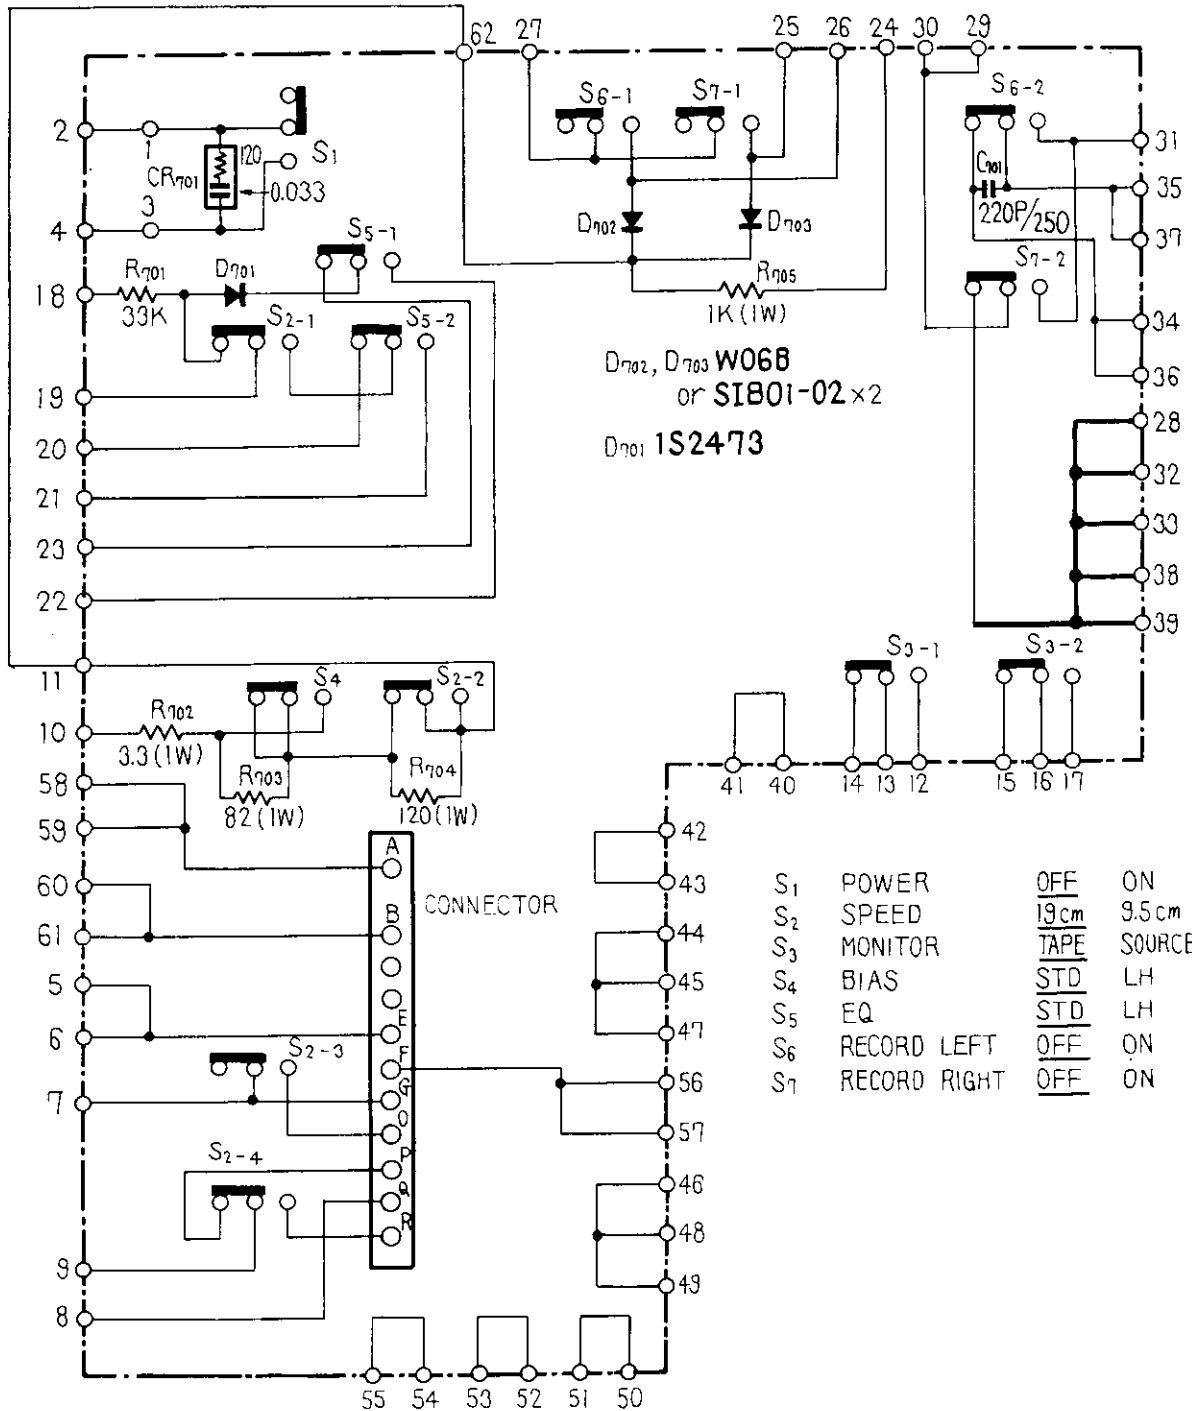 62 27 25 26 24 30 29
S6-1 S7-1 S6-2
2 1 120 S1 31
CR701 0.033 C701 35
4 3 220P/250 37
S5-1 D702 D703 S7-2
R701 D701 R705
18 33K 1K(1W) 34
S2-1 S5-2
D702, D703 W06B
or SIB01-02×2
D701 1S2473
19 36
20 28
21 32
23 33
22 38
39
11 S4 S2-2 S3-1 S3-2
10 R702
3.3(1W)
58 R703 R704
82(1W) 120(1W)
41 40 14 13 12 15 16 17
59 A 42
60 CONNECTOR 43
61 B 44
5 45
6 E 47
S2-3 F 56
7 G
O 57
S2-4 P 46
Q 48
R 49
9
8
55 54 53 52 51 50
S1 POWER OFF ON
S2 SPEED 19cm 9.5cm
S3 MONITOR TAPE SOURCE
S4 BIAS STD LH
S5 EQ STD LH
S6 RECORD LEFT OFF ON
S7 RECORD RIGHT OFF ON